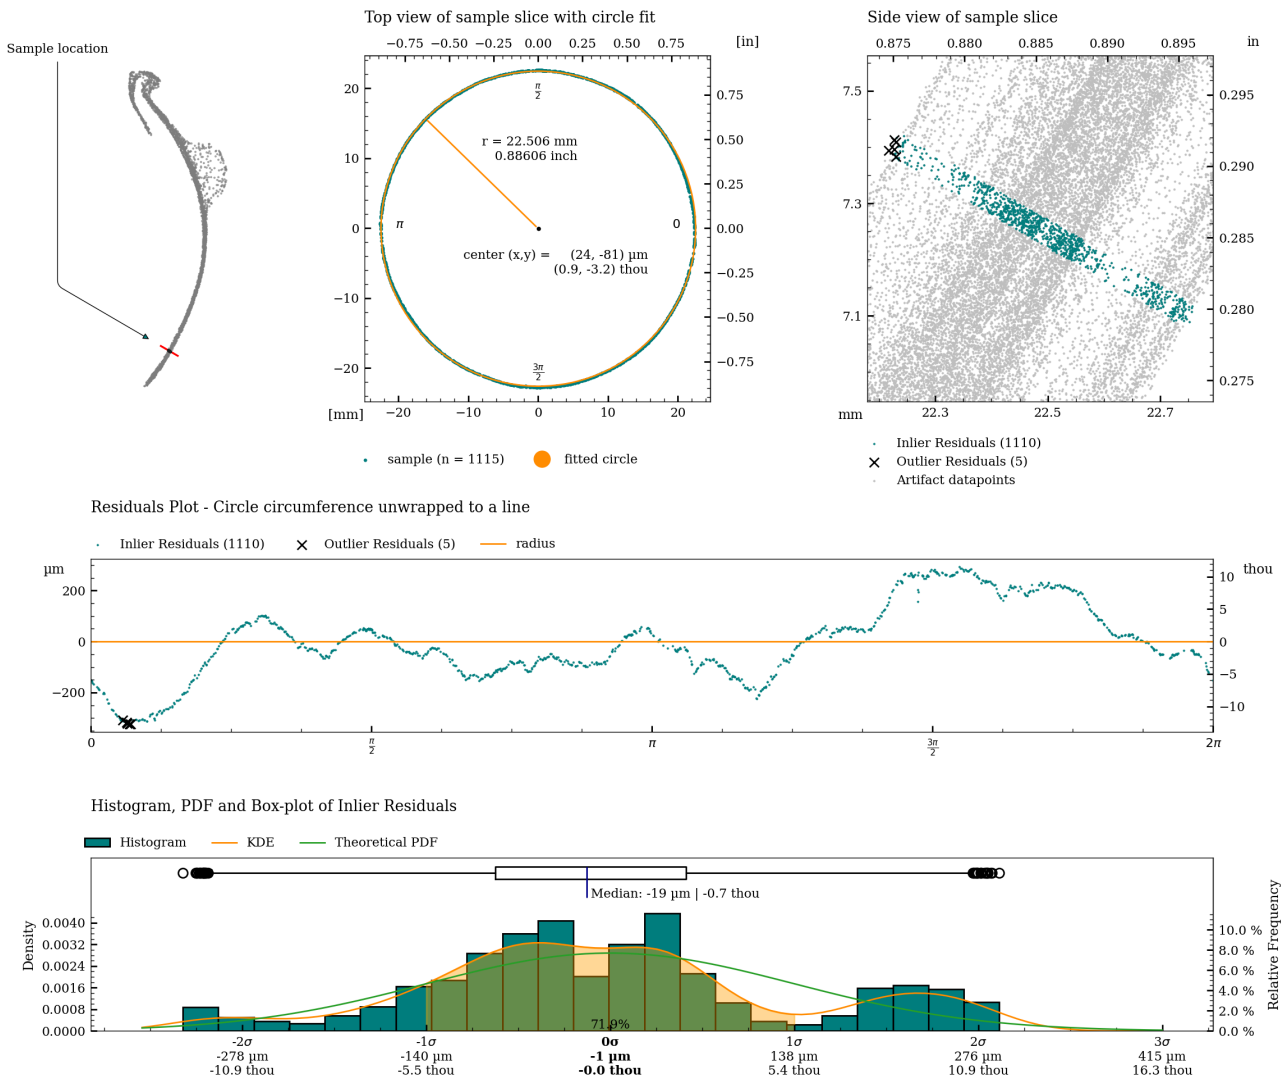 Sample location
Top view of sample slice with circle fit
−0.75 −0.50 −0.25 0.00 0.25 0.50 0.75 [in]
20
10
0
−10
−20
0.75
0.50
0.25
0.00
−0.25
−0.50
−0.75
π/2
r = 22.506 mm
0.88606 inch
π
0
center (x,y) = (24, -81) µm
(0.9, -3.2) thou
3π/2
[mm] −20 −10 0 10 20
sample (n = 1115) fitted circle
Side view of sample slice
0.875 0.880 0.885 0.890 0.895 in
7.5
7.3
7.1
0.295
0.290
0.285
0.280
0.275
mm 22.3 22.5 22.7
Inlier Residuals (1110)
Outlier Residuals (5)
Artifact datapoints
Residuals Plot - Circle circumference unwrapped to a line
Inlier Residuals (1110) Outlier Residuals (5) radius
µm thou
200
0
−200
10
5
0
−5
−10
0 π/2 π 3π/2 2π
Histogram, PDF and Box-plot of Inlier Residuals
Histogram KDE Theoretical PDF
Median: -19 µm | -0.7 thou
Density
0.0040
0.0032
0.0024
0.0016
0.0008
0.0000
Relative Frequency
10.0 %
8.0 %
6.0 %
4.0 %
2.0 %
0.0 %
71.9%
-2σ -1σ 0σ 1σ 2σ 3σ
-278 µm -140 µm -1 µm 138 µm 276 µm 415 µm
-10.9 thou -5.5 thou -0.0 thou 5.4 thou 10.9 thou 16.3 thou